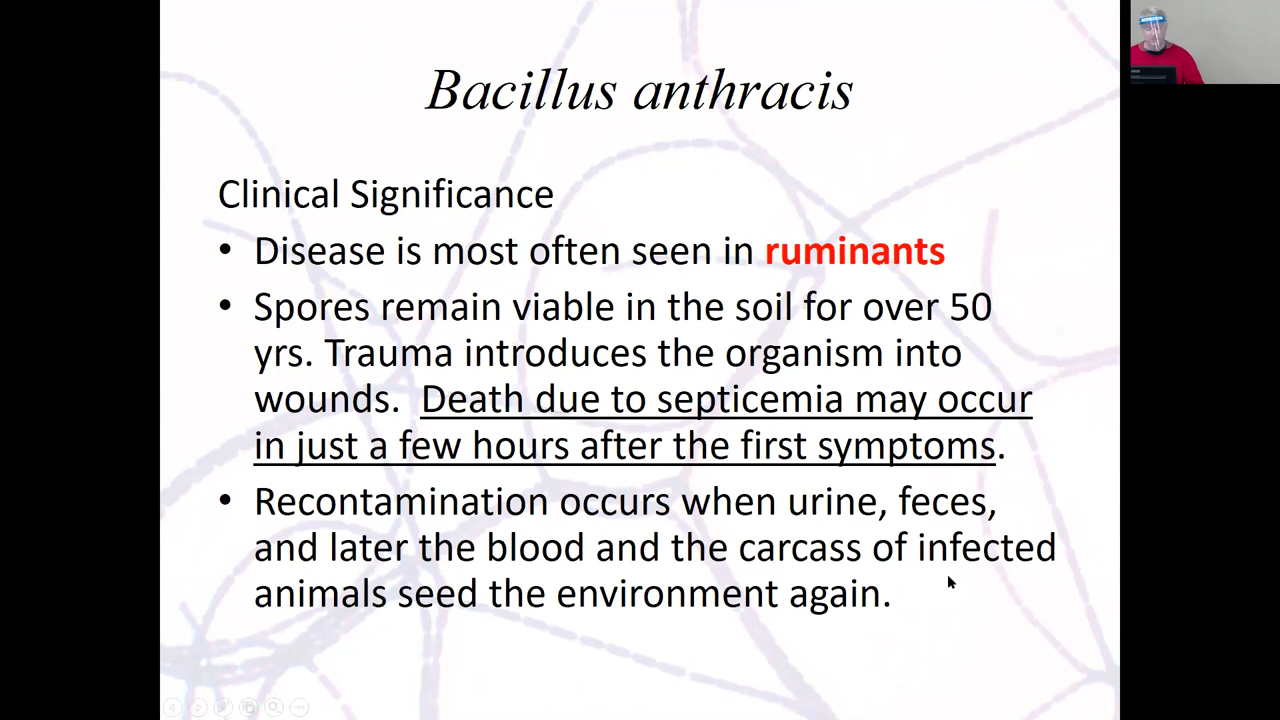 Bacillus anthracis
Clinical Significance
• Disease is most often seen in ruminants
• Spores remain viable in the soil for over 50
yrs. Trauma introduces the organism into
wounds.  Death due to septicemia may occur
in just a few hours after the first symptoms.
• Recontamination occurs when urine, feces,
and later the blood and the carcass of infected
animals seed the environment again.